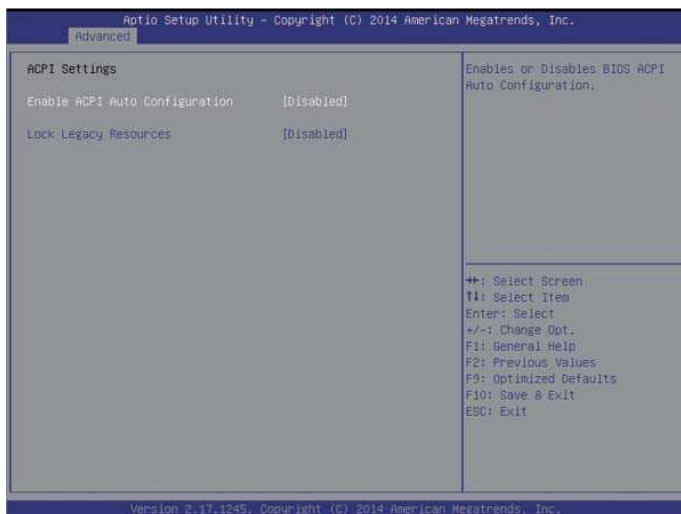 Aptio Setup Utility – Copyright (C) 2014 American Megatrends, Inc.
Advanced
ACPI Settings
Enable ACPI Auto Configuration [Disabled]
Lock Legacy Resources [Disabled]
Enables or Disables BIOS ACPI
Auto Configuration.
→←: Select Screen
↑↓: Select Item
Enter: Select
+/-: Change Opt.
F1: General Help
F2: Previous Values
F9: Optimized Defaults
F10: Save & Exit
ESC: Exit
Version 2.17.1249. Copyright (C) 2014 American Megatrends, Inc.